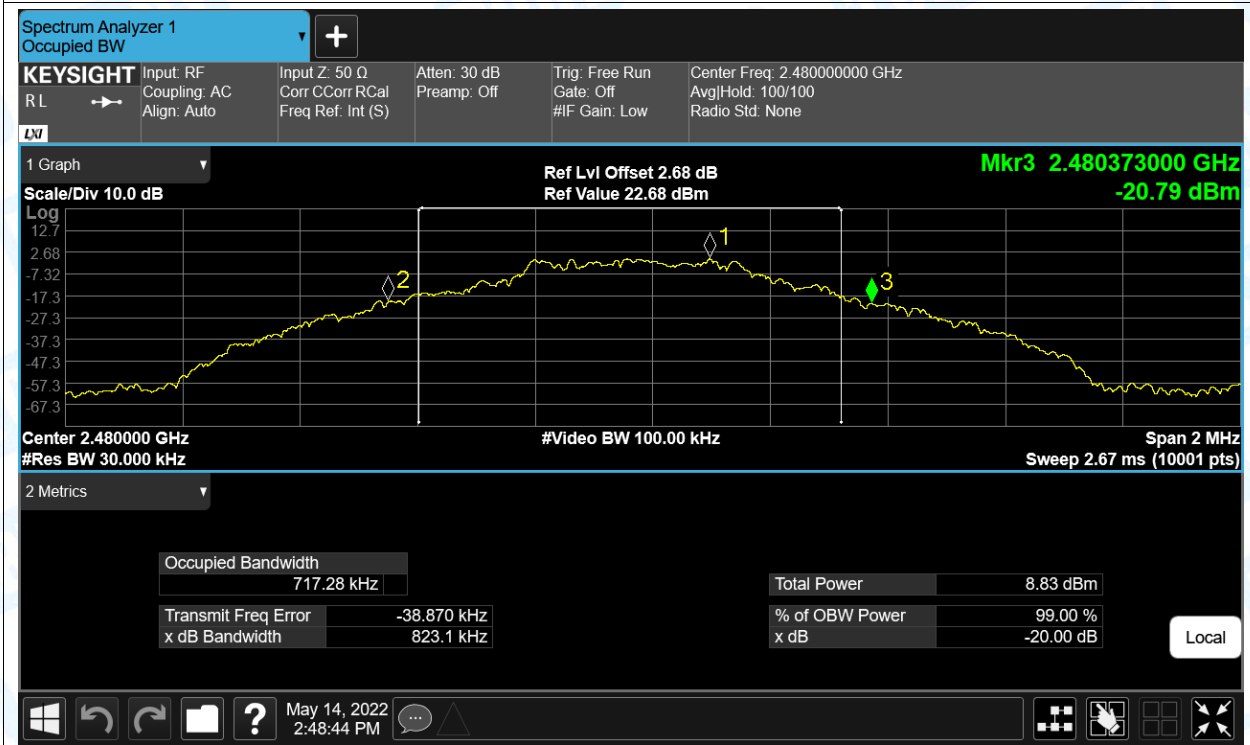 Spectrum Analyzer 1
Occupied BW
KEYSIGHT
R L
LXI
Input: RF
Coupling: AC
Align: Auto
Input Z: 50 Ω
Corr CCorr RCal
Freq Ref: Int (S)
Atten: 30 dB
Preamp: Off
Trig: Free Run
Gate: Off
#IF Gain: Low
Center Freq: 2.480000000 GHz
Avg|Hold: 100/100
Radio Std: None
1 Graph
Scale/Div 10.0 dB
Log
Ref Lvl Offset 2.68 dB
Ref Value 22.68 dBm
Mkr3 2.480373000 GHz
-20.79 dBm
12.7
2.68
-7.32
-17.3
-27.3
-37.3
-47.3
-57.3
-67.3
1
2
3
Center 2.480000 GHz
#Res BW 30.000 kHz
#Video BW 100.00 kHz
Span 2 MHz
Sweep 2.67 ms (10001 pts)
2 Metrics
Occupied Bandwidth
717.28 kHz
Transmit Freq Error -38.870 kHz
x dB Bandwidth 823.1 kHz
Total Power 8.83 dBm
% of OBW Power 99.00 %
x dB -20.00 dB
Local
?
May 14, 2022
2:48:44 PM